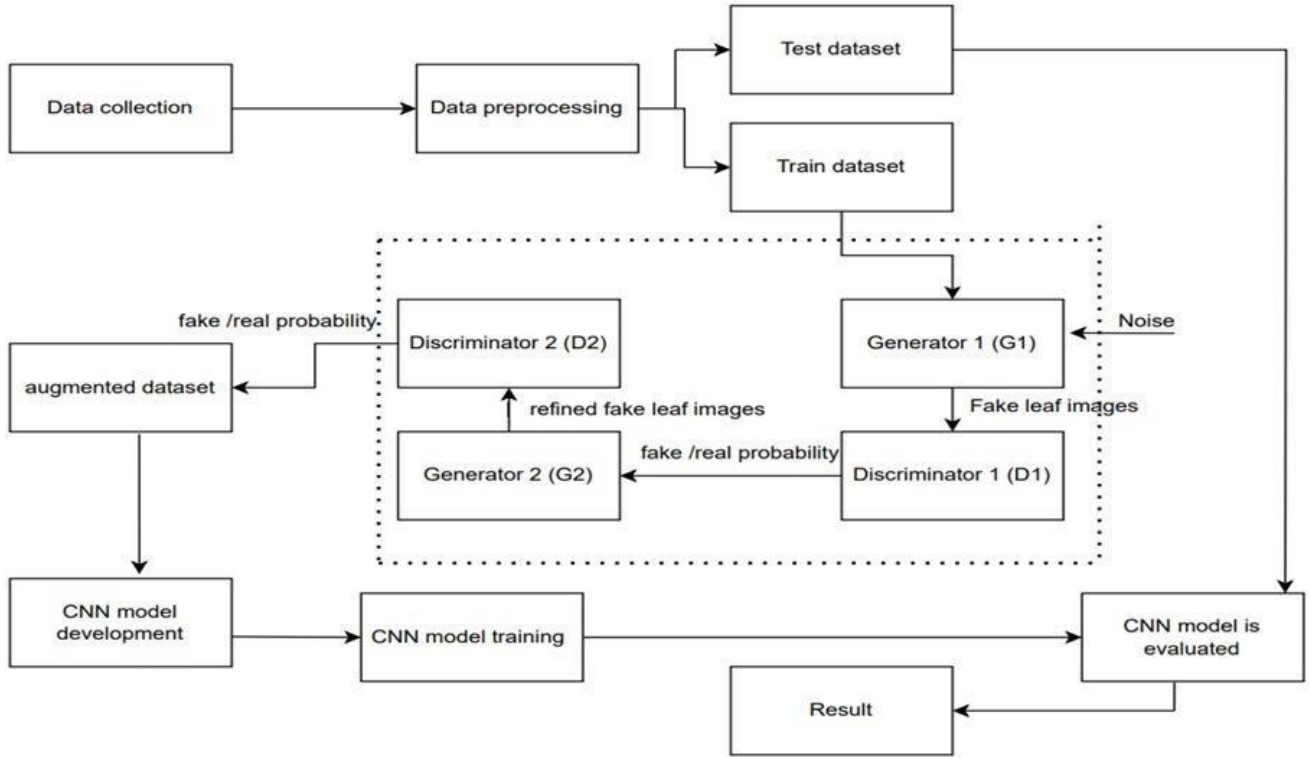 Test dataset
Data collection
Data preprocessing
Train dataset
fake /real probability
Discriminator 2 (D2)
Generator 1 (G1)
Noise
augmented dataset
refined fake leaf images
Fake leaf images
fake /real probability
Generator 2 (G2)
Discriminator 1 (D1)
CNN model
development
CNN model training
CNN model is
evaluated
Result